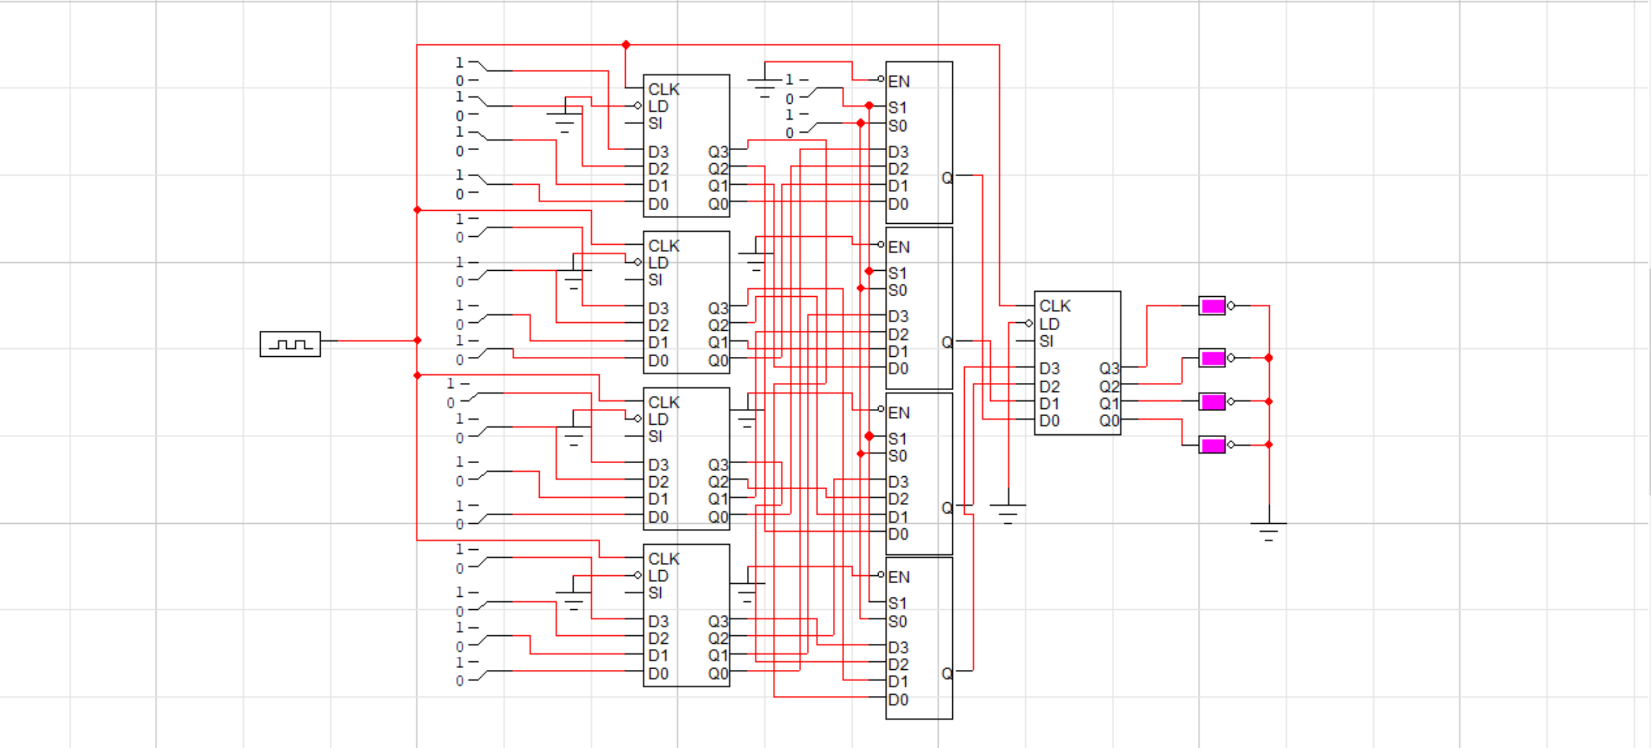 1
0
1
0
1
0
1
0
CLK
LD
SI
D3 Q3
D2 Q2
D1 Q1
D0 Q0
1
0
1
0
EN
S1
S0
D3
D2
D1
D0
Q
1
0
1
0
1
0
1
0
CLK
LD
SI
D3 Q3
D2 Q2
D1 Q1
D0 Q0
EN
S1
S0
D3
D2
D1
D0
Q
1
0
1
0
1
0
1
0
CLK
LD
SI
D3 Q3
D2 Q2
D1 Q1
D0 Q0
EN
S1
S0
D3
D2
D1
D0
Q
1
0
1
0
1
0
1
0
CLK
LD
SI
D3 Q3
D2 Q2
D1 Q1
D0 Q0
EN
S1
S0
D3
D2
D1
D0
Q
CLK
LD
SI
D3 Q3
D2 Q2
D1 Q1
D0 Q0